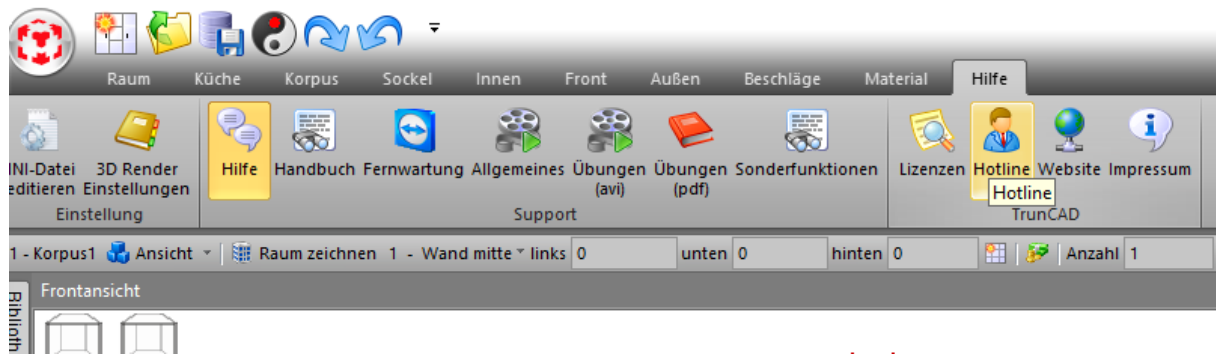 Raum Küche Korpus Sockel Innen Front Außen Beschläge Material Hilfe
INI-Datei 3D Render Hilfe Handbuch Fernwartung Allgemeines Übungen Übungen Sonderfunktionen Lizenzen Hotline Website Impressum
editieren Einstellungen (avi) (pdf)
Hotline
Einstellung Support TrunCAD
1 - Korpus1 Ansicht Raum zeichnen 1 - Wand mitte links 0 unten 0 hinten 0 Anzahl 1
Frontansicht